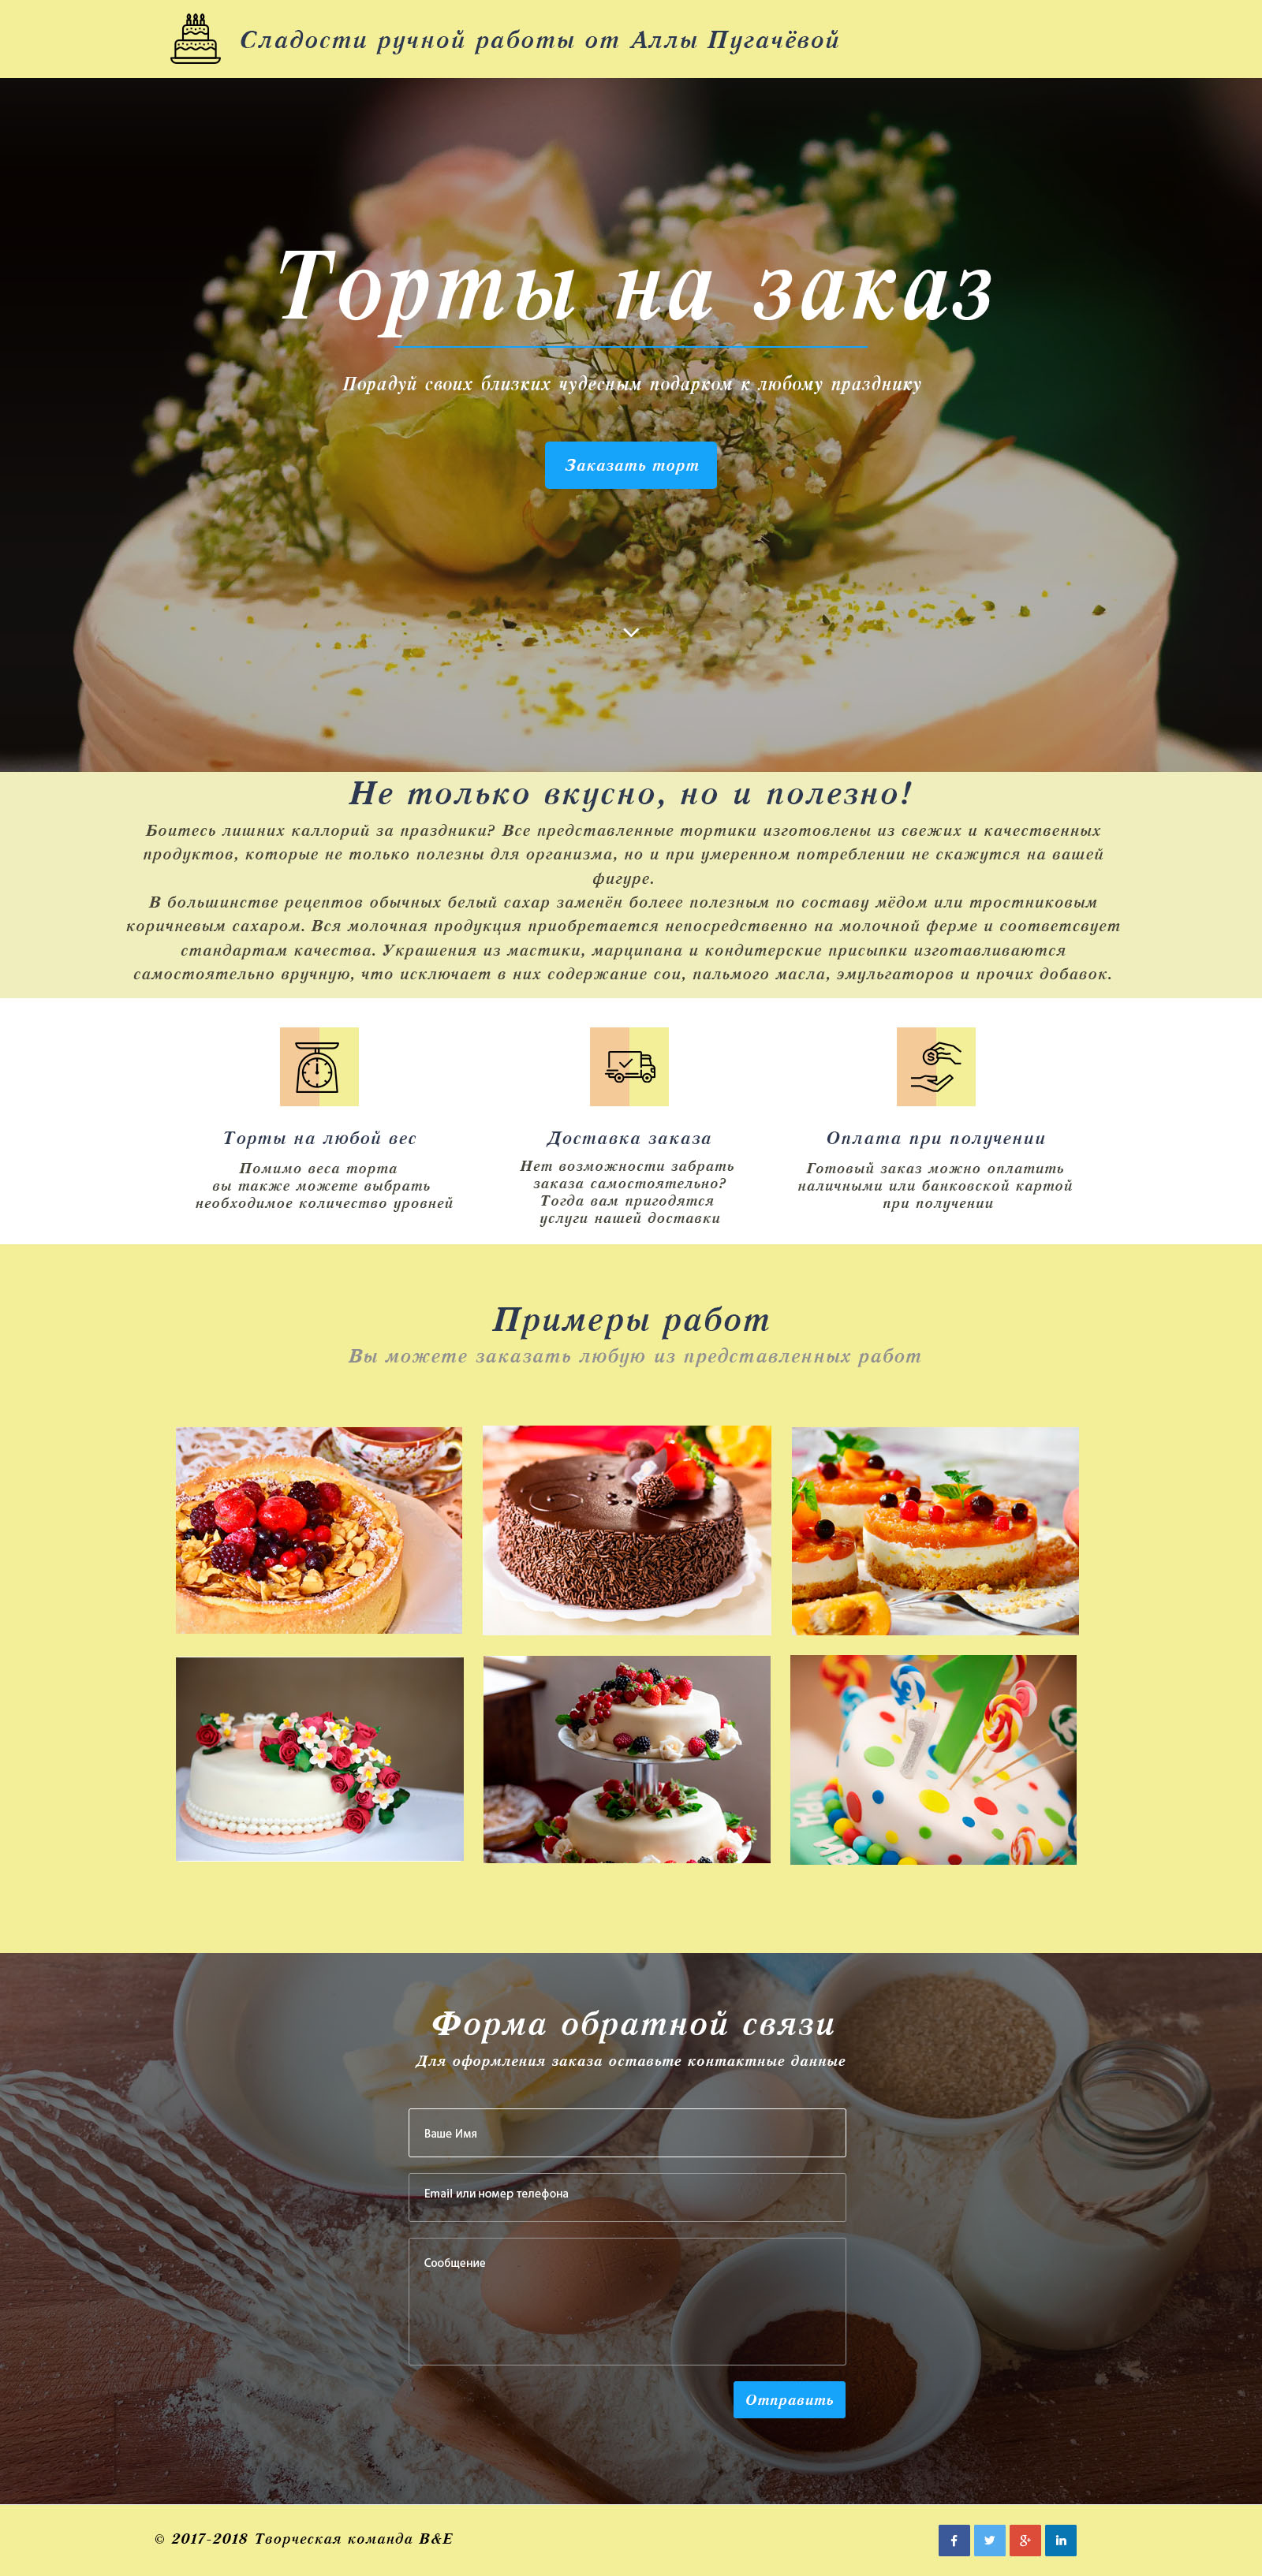 Сладости ручной работы от Аллы Пугачёвой
Торты на заказ
Порадуй своих близких чудесным подарком к любому празднику
Заказать торт
Не только вкусно, но и полезно!
Боитесь лишних каллорий за праздники? Все представленные тортики изготовлены из свежих и качественных
продуктов, которые не только полезны для организма, но и при умеренном потреблении не скажутся на вашей
фигуре.
В большинстве рецептов обычных белый сахар заменён болеее полезным по составу мёдом или тростниковым
коричневым сахаром. Вся молочная продукция приобретается непосредственно на молочной ферме и соответсвует
стандартам качества. Украшения из мастики, марципана и кондитерские присыпки изготавливаются
самостоятельно вручную, что исключает в них содержание сои, пальмого масла, эмульгаторов и прочих добавок.
Торты на любой вес
Помимо веса торта
вы также можете выбрать
необходимое количество уровней
Доставка заказа
Нет возможности забрать
заказа самостоятельно?
Тогда вам пригодятся
услуги нашей доставки
Оплата при получении
Готовый заказ можно оплатить
наличными или банковской картой
при получении
Примеры работ
Вы можете заказать любую из представленных работ
1
1
Форма обратной связи
Для оформления заказа оставьте контактные данные
Ваше Имя
Email или номер телефона
Сообщение
Отправить
© 2017-2018 Творческая команда B&E
f
g+
in